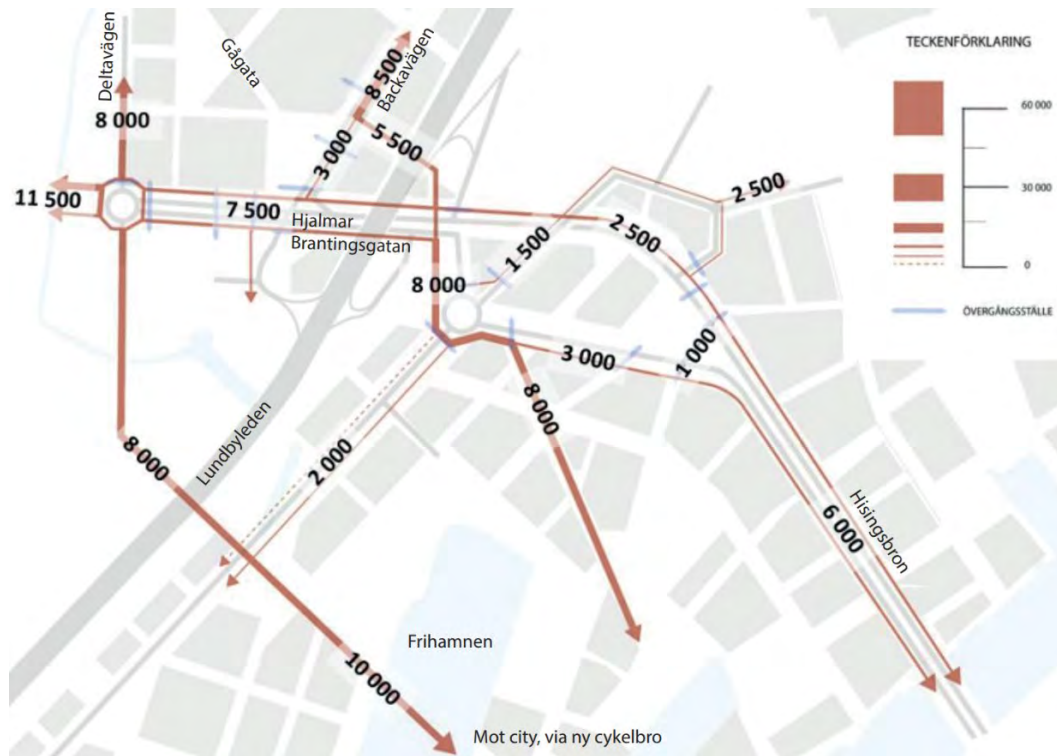 TECKENFÖRKLARING
60 000
30 000
0
ÖVERGÅNGSSTÄLLE
Deltavägen
Gågata
8 500
Backavägen
8 000
5 500
3 000
11 500
7 500
Hjalmar
Brantingsgatan
2 500
2 500
1 500
8 000
3 000
1 000
8 000
Lundbyleden
8 000
2 000
Hisingsbron
6 000
Frihamnen
10 000
Mot city, via ny cykelbro